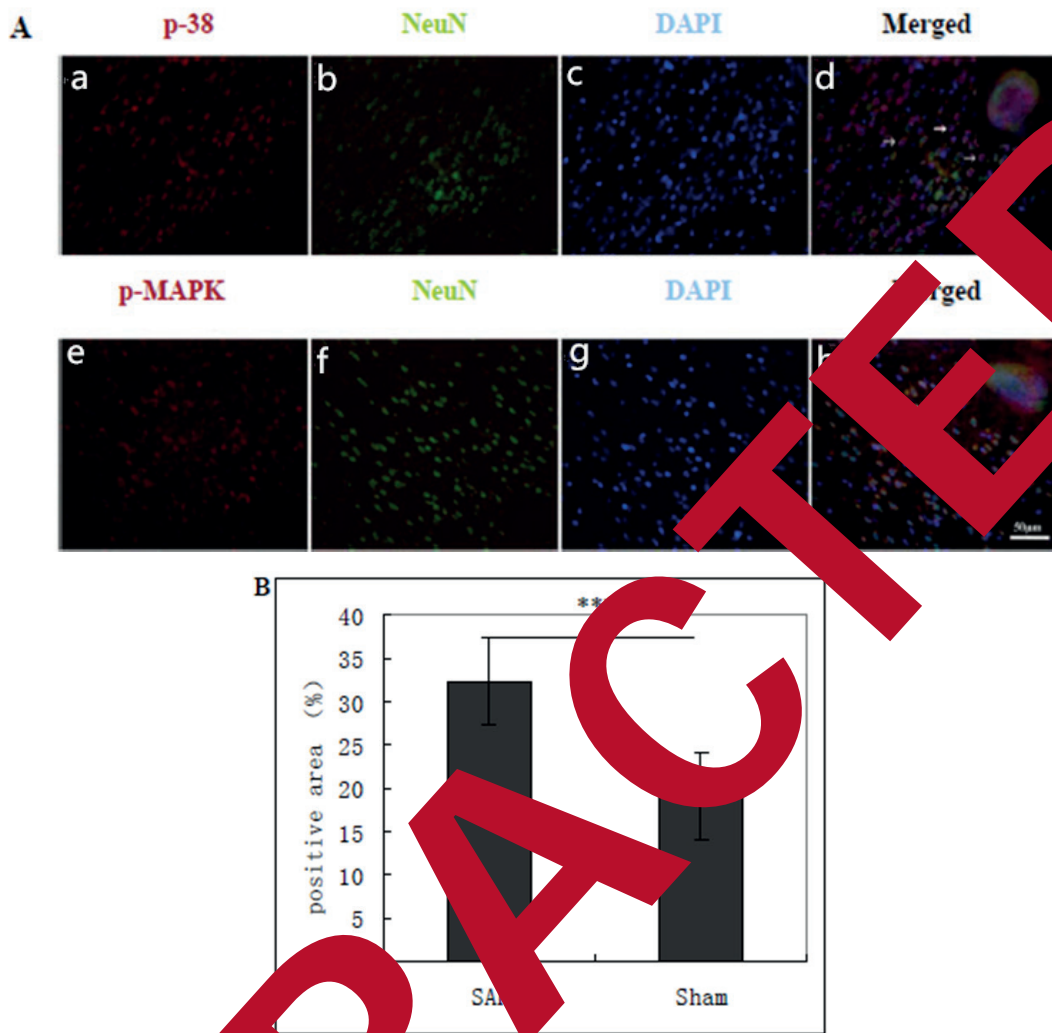 A
p-38 NeuN DAPI Merged
a b c d
p-MAPK NeuN DAPI
e f g
50μm
B
40
35
30
25
20
15
10
5
positive area (%)
Sham